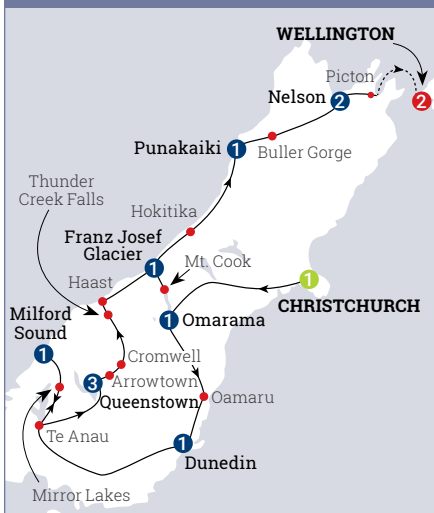 WELLINGTON
Picton
2
Nelson
2
Punakaiki
1
Buller Gorge
Thunder
Creek Falls
Hokitika
Franz Josef
Glacier
1
Mt. Cook
Haast
1
CHRISTCHURCH
Milford
Sound
1
1
Omarama
Cromwell
3
Arrowtown
Queenstown
Oamaru
Te Anau
1
Dunedin
Mirror Lakes